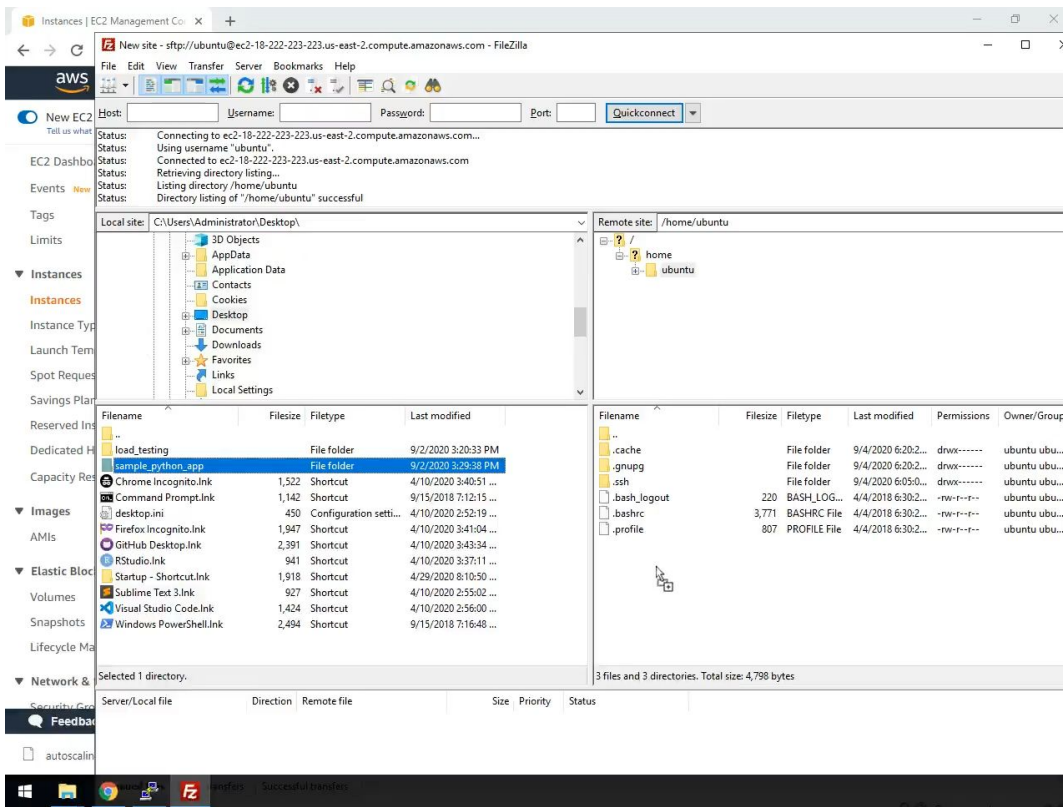 Instances | EC2 Management Co
New site - sftp://ubuntu@ec2-18-222-223-223.us-east-2.compute.amazonaws.com - FileZilla
File Edit View Transfer Server Bookmarks Help
aws
Host: Username: Password: Port: Quickconnect
New EC2
Tell us what
EC2 Dashbo
Events New
Tags
Limits
Instances
Instances
Instance Typ
Launch Tem
Spot Reques
Savings Plan
Reserved Ins
Dedicated H
Capacity Res
Images
AMIs
Elastic Bloc
Volumes
Snapshots
Lifecycle Ma
Network &
Security Gro
Feedba
autoscalin
Status: Connecting to ec2-18-222-223-223.us-east-2.compute.amazonaws.com...
Status: Using username "ubuntu".
Status: Connected to ec2-18-222-223-223.us-east-2.compute.amazonaws.com
Status: Retrieving directory listing...
Status: Listing directory /home/ubuntu
Status: Directory listing of "/home/ubuntu" successful
Local site: C:\Users\Administrator\Desktop\
3D Objects
AppData
Application Data
Contacts
Cookies
Desktop
Documents
Downloads
Favorites
Links
Local Settings
Remote site: /home/ubuntu
/
home
ubuntu
Filename Filesize Filetype Last modified
..
load_testing File folder 9/2/2020 3:20:33 PM
sample_python_app File folder 9/2/2020 3:29:38 PM
Chrome Incognito.lnk 1,522 Shortcut 4/10/2020 3:40:51 ...
Command Prompt.lnk 1,142 Shortcut 9/15/2018 7:12:15 ...
desktop.ini 450 Configuration setti... 4/10/2020 2:52:19 ...
Firefox Incognito.lnk 1,947 Shortcut 4/10/2020 3:41:04 ...
GitHub Desktop.lnk 2,391 Shortcut 4/10/2020 3:43:34 ...
RStudio.lnk 941 Shortcut 4/10/2020 3:37:11 ...
Startup - Shortcut.lnk 1,918 Shortcut 4/29/2020 8:10:50 ...
Sublime Text 3.lnk 927 Shortcut 4/10/2020 2:55:02 ...
Visual Studio Code.lnk 1,424 Shortcut 4/10/2020 2:56:00 ...
Windows PowerShell.lnk 2,494 Shortcut 9/15/2018 7:16:48 ...
Selected 1 directory.
Filename Filesize Filetype Last modified Permissions Owner/Group
..
.cache File folder 9/4/2020 6:20:2... drwx------ ubuntu ubu...
.gnupg File folder 9/4/2020 6:20:2... drwx------ ubuntu ubu...
.ssh File folder 9/4/2020 6:05:0... drwx------ ubuntu ubu...
.bash_logout 220 BASH_LOG... 4/4/2018 6:30:2... -rw-r--r-- ubuntu ubu...
.bashrc 3,771 BASHRC File 4/4/2018 6:30:2... -rw-r--r-- ubuntu ubu...
.profile 807 PROFILE File 4/4/2018 6:30:2... -rw-r--r-- ubuntu ubu...
3 files and 3 directories. Total size: 4,798 bytes
Server/Local file Direction Remote file Size Priority Status
Successful transfers